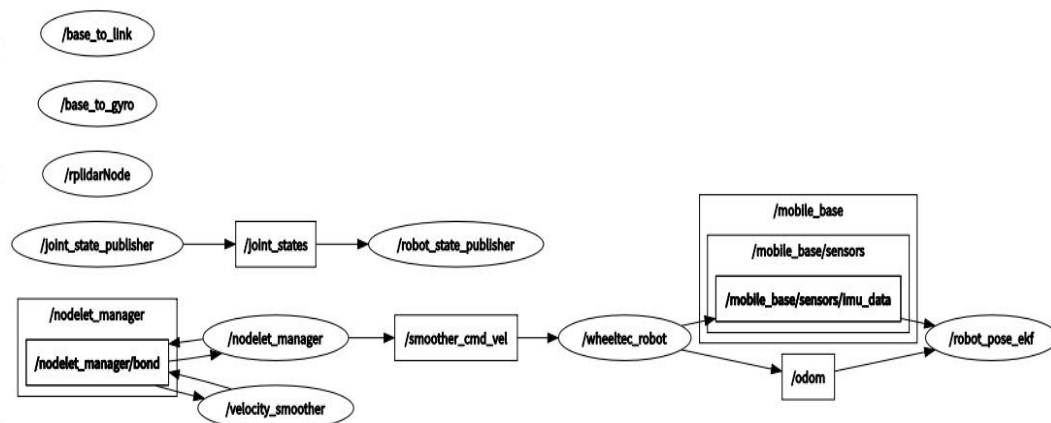 /base_to_link
/base_to_gyro
/rplidarNode
/mobile_base
/joint_state_publisher
/joint_states
/robot_state_publisher
/mobile_base/sensors
/mobile_base/sensors/imu_data
/nodelet_manager
/nodelet_manager
/smoother_cmd_vel
/wheeltec_robot
/robot_pose_ekf
/nodelet_manager/bond
/odom
/velocity_smoother